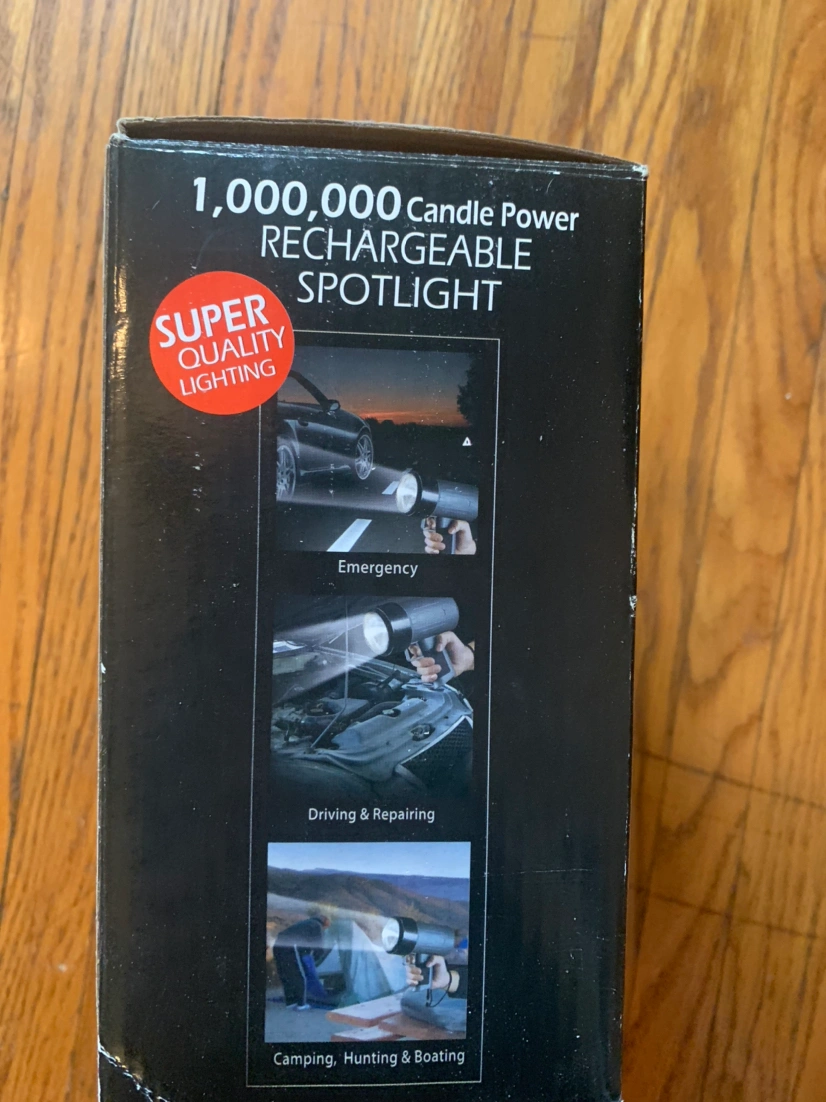 1,000,000 Candle Power
RECHARGEABLE
SPOTLIGHT
SUPER
QUALITY
LIGHTING
Emergency
Driving & Repairing
Camping, Hunting & Boating